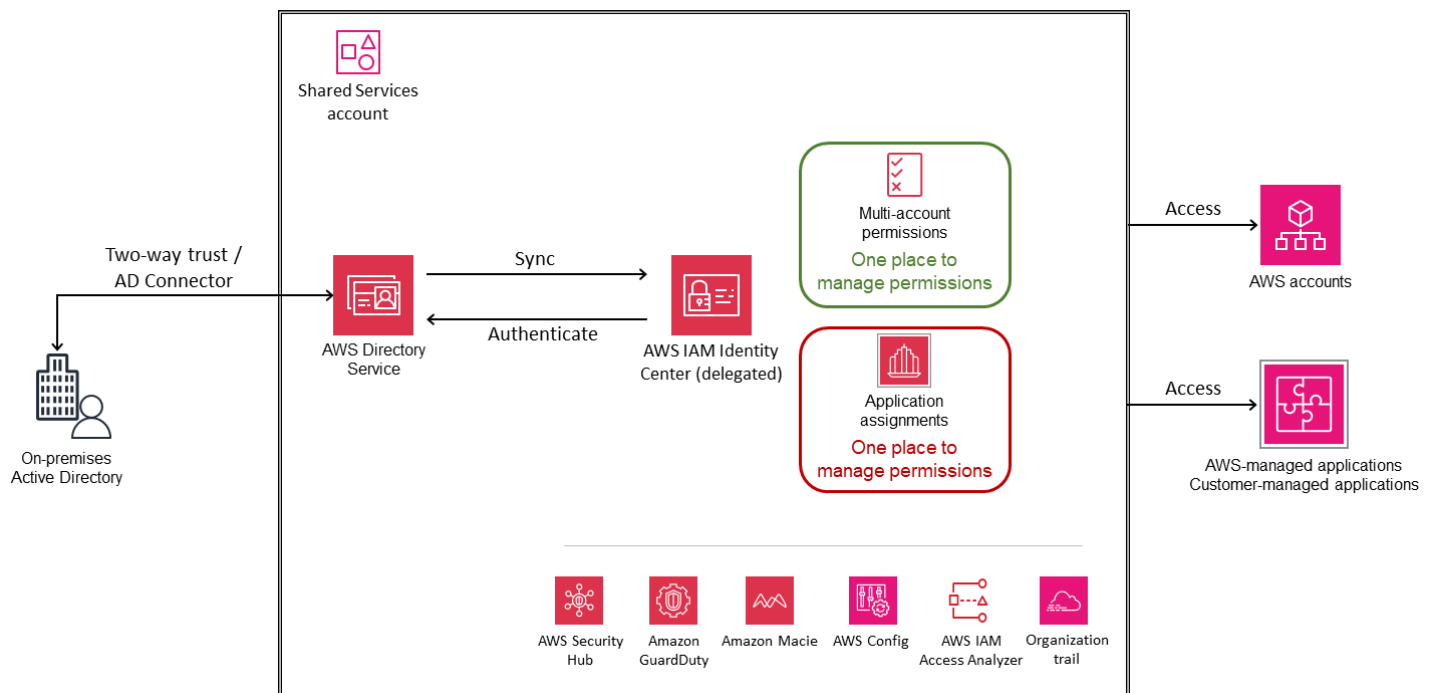 Shared Services
account
Multi-account
permissions
One place to
manage permissions
Access
AWS accounts
Two-way trust /
AD Connector
Sync
Authenticate
AWS Directory
Service
AWS IAM Identity
Center (delegated)
Application
assignments
One place to
manage permissions
Access
AWS-managed applications
Customer-managed applications
On-premises
Active Directory
AWS Security
Hub
Amazon
GuardDuty
Amazon Macie
AWS Config
AWS IAM
Access Analyzer
Organization
trail